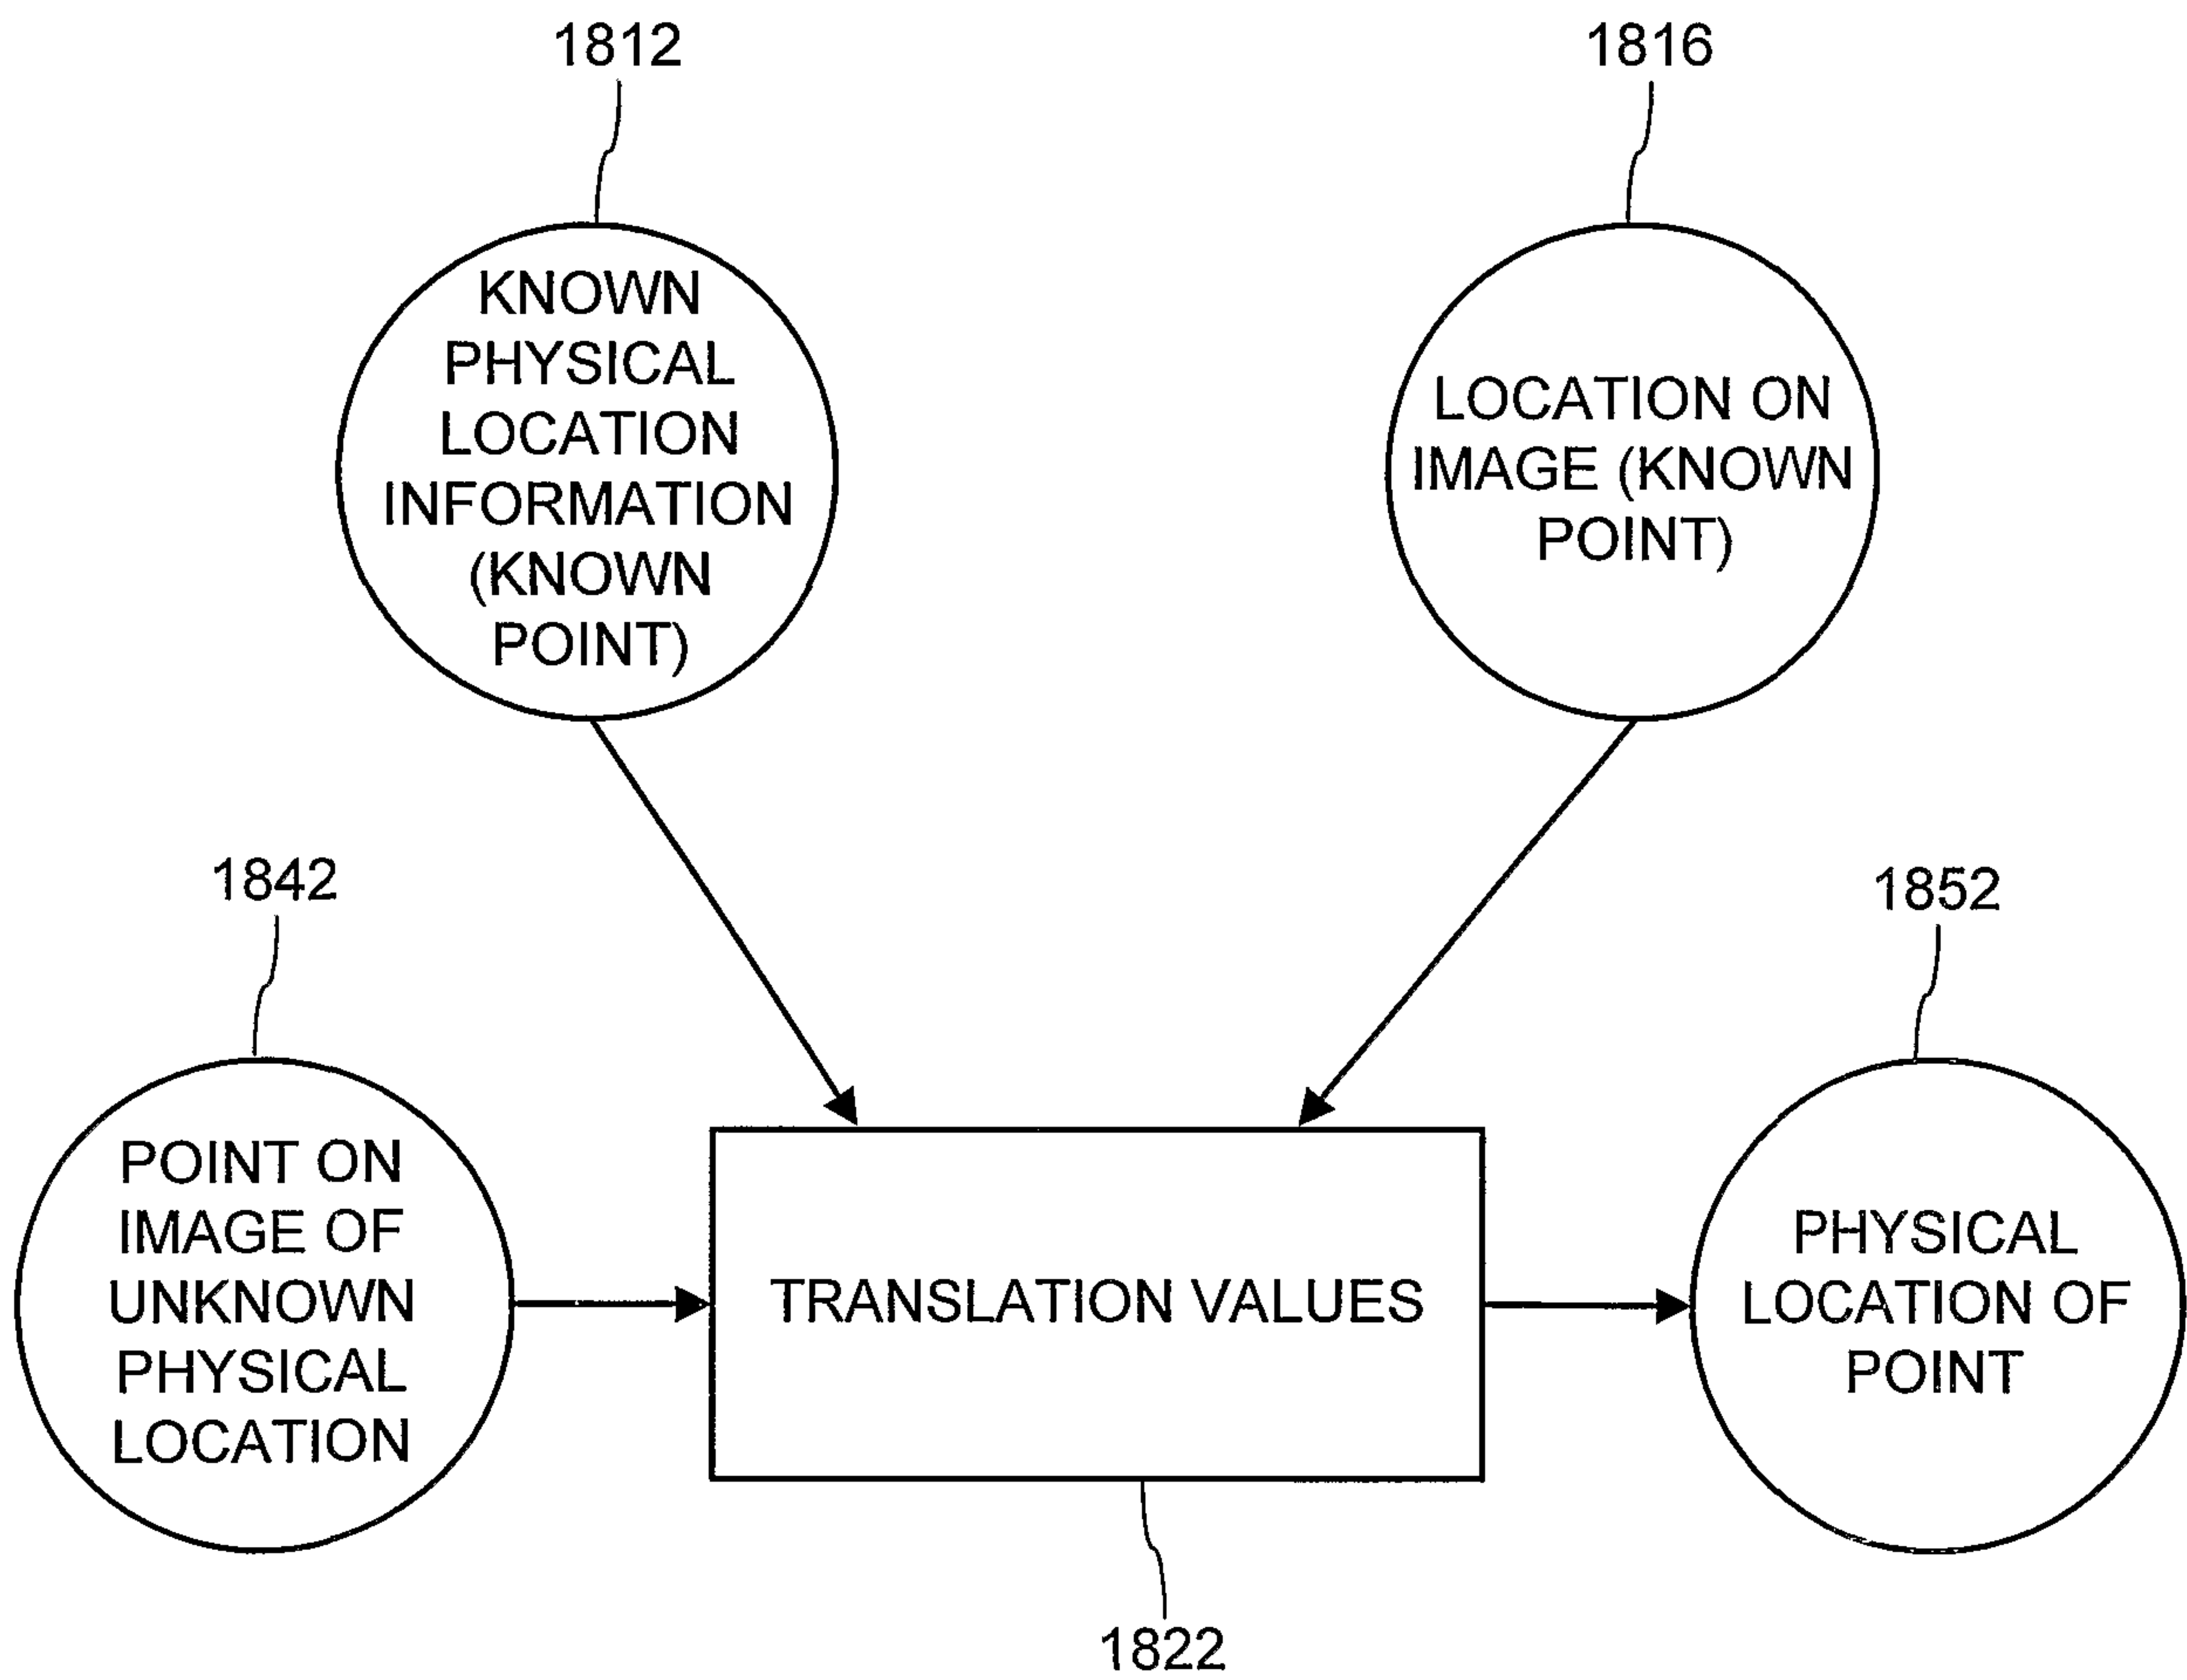 1812
KNOWN
PHYSICAL
LOCATION
INFORMATION
(KNOWN
POINT)
1816
LOCATION ON
IMAGE (KNOWN
POINT)
1842
POINT ON
IMAGE OF
UNKNOWN
PHYSICAL
LOCATION
TRANSLATION VALUES
1822
1852
PHYSICAL
LOCATION OF
POINT